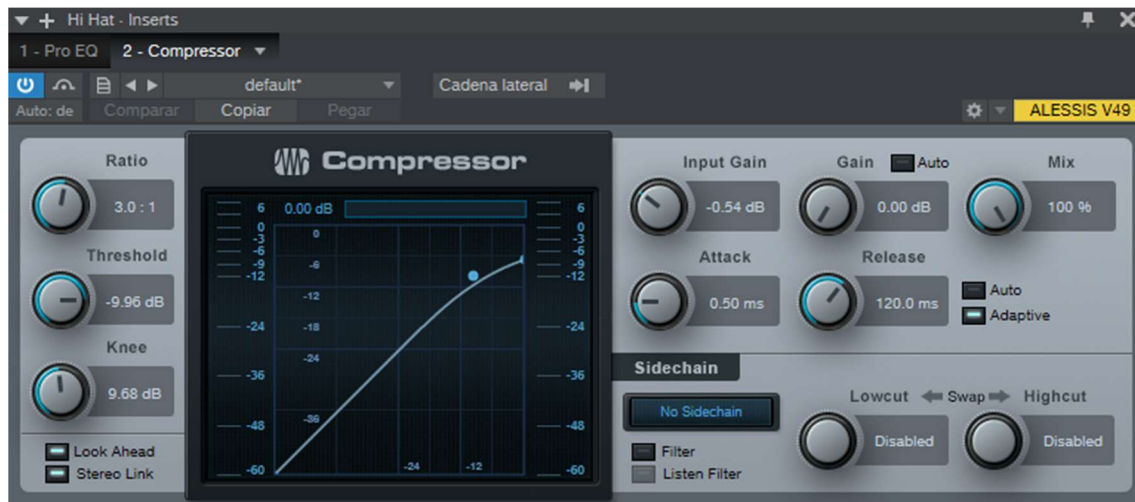 Hi Hat - Inserts
1 - Pro EQ 2 - Compressor
default* Cadena lateral
Auto: de Comparar Copiar Pegar ALESSIS V49
Compressor
Ratio
3.0 : 1
Threshold
-9.96 dB
Knee
9.68 dB
Look Ahead
Stereo Link
6 0.00 dB 6
0 0 0
-3 -3
-6 -6 -6
-9 -9
-12 -12
-12
-24 -18 -24
-24
-36 -36
-36
-48 -48
-60 -24 -12 -60
Input Gain Gain Auto Mix
-0.54 dB 0.00 dB 100 %
Attack Release
0.50 ms 120.0 ms Auto
Adaptive
Sidechain
No Sidechain
Filter
Listen Filter
Lowcut Swap Highcut
Disabled Disabled